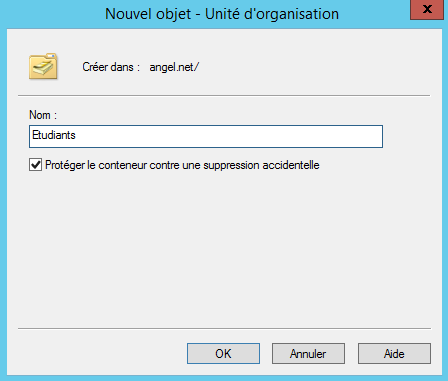 Nouvel objet - Unité d'organisation
x
Créer dans : angel.net/
Nom :
Etudiants
Protéger le conteneur contre une suppression accidentelle
OK Annuler Aide